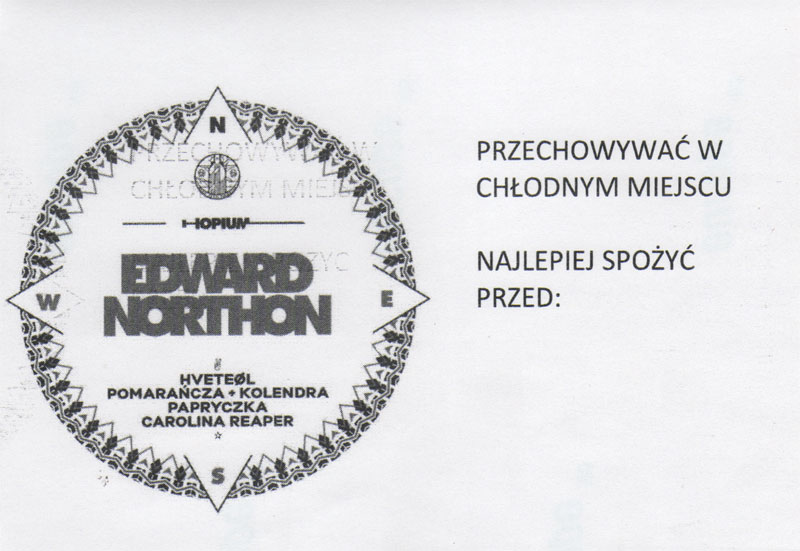 N
HOPIUM
EDWARD
NORTHON
W
E
HVETEØL
POMARAŃCZA + KOLENDRA
PAPRYCZKA
CAROLINA REAPER
S
PRZECHOWYWAĆ W
CHŁODNYM MIEJSCU
NAJLEPIEJ SPOŻYĆ
PRZED: